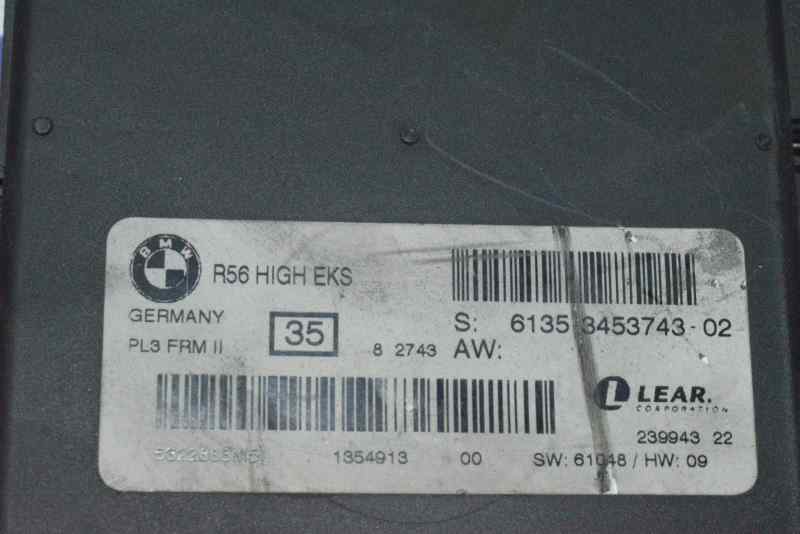 BMW
R56 HIGH EKS
GERMANY
PL3 FRM II
35
8 2743
S: 6135 3453743-02
AW:
LEAR.
CORPORATION
239943 22
1354913 00
SW: 61048 / HW: 09